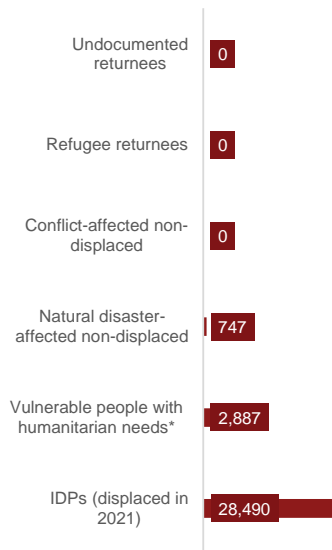 Undocumented
returnees
0
Refugee returnees
0
Conflict-affected non-
displaced
0
Natural disaster-
affected non-displaced
747
Vulnerable people with
humanitarian needs*
2,887
IDPs (displaced in
2021)
28,490